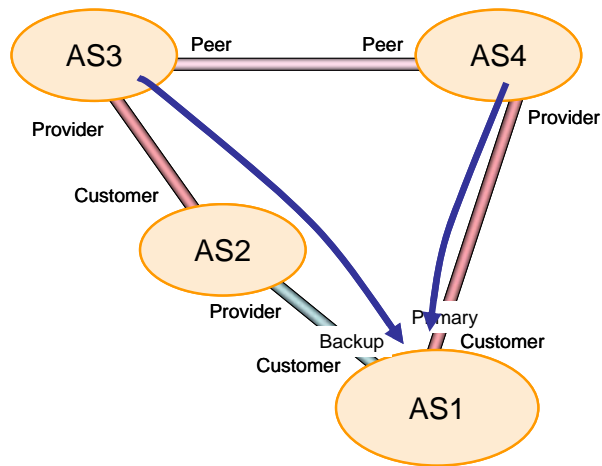 AS3
Peer
Peer
AS4
Provider
Provider
Customer
AS2
Provider
Primary
Backup
Customer
Customer
AS1